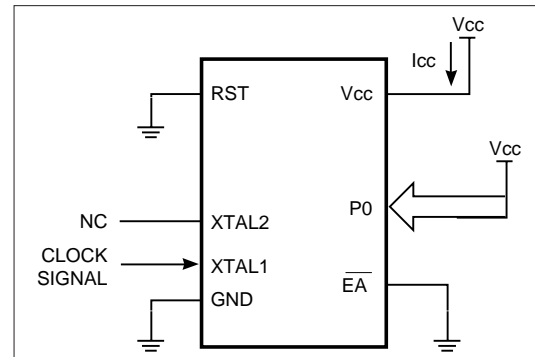 Vcc
Icc
RST
Vcc
Vcc
P0
NC
XTAL2
CLOCK
SIGNAL
XTAL1
GND
EA